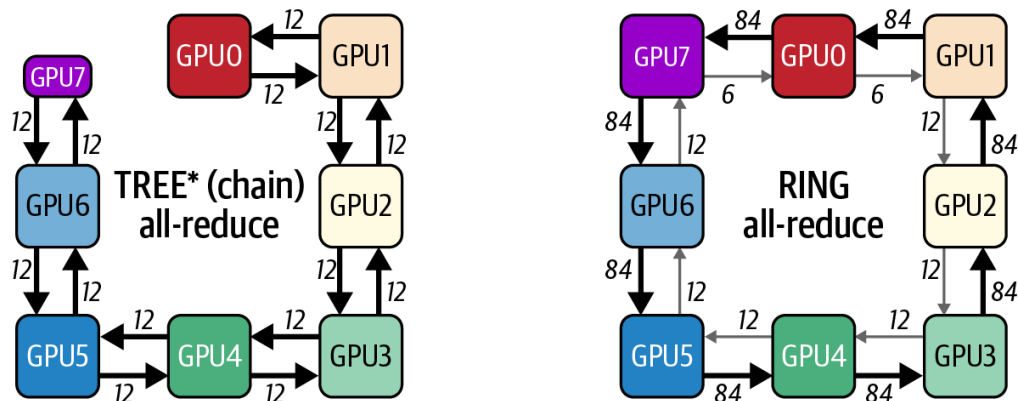 12
GPU0
GPU1
12
GPU7
12
12
12
12
GPU6
TREE* (chain)
all-reduce
GPU2
12
12
12
12
12
12
GPU5
GPU4
GPU3
12
12
84
84
GPU7
GPU0
GPU1
6
6
84
12
12
84
GPU6
RING
all-reduce
GPU2
84
12
12
84
12
12
GPU5
GPU4
GPU3
84
84